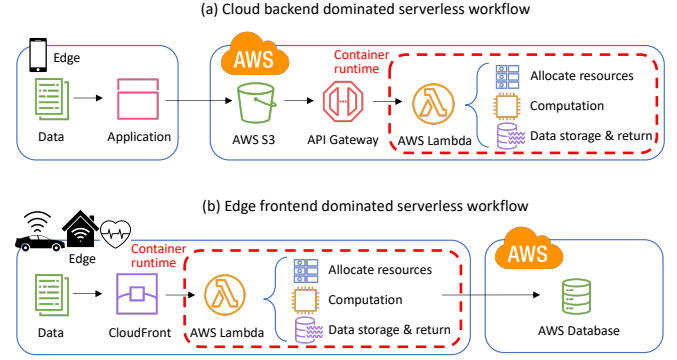 (a) Cloud backend dominated serverless workflow
Edge
AWS
Container
runtime
Allocate resources
Computation
Data storage & return
Data
Application
AWS S3
API Gateway
AWS Lambda
(b) Edge frontend dominated serverless workflow
Edge
Container
runtime
AWS
Allocate resources
Computation
Data storage & return
Data
CloudFront
AWS Lambda
AWS Database